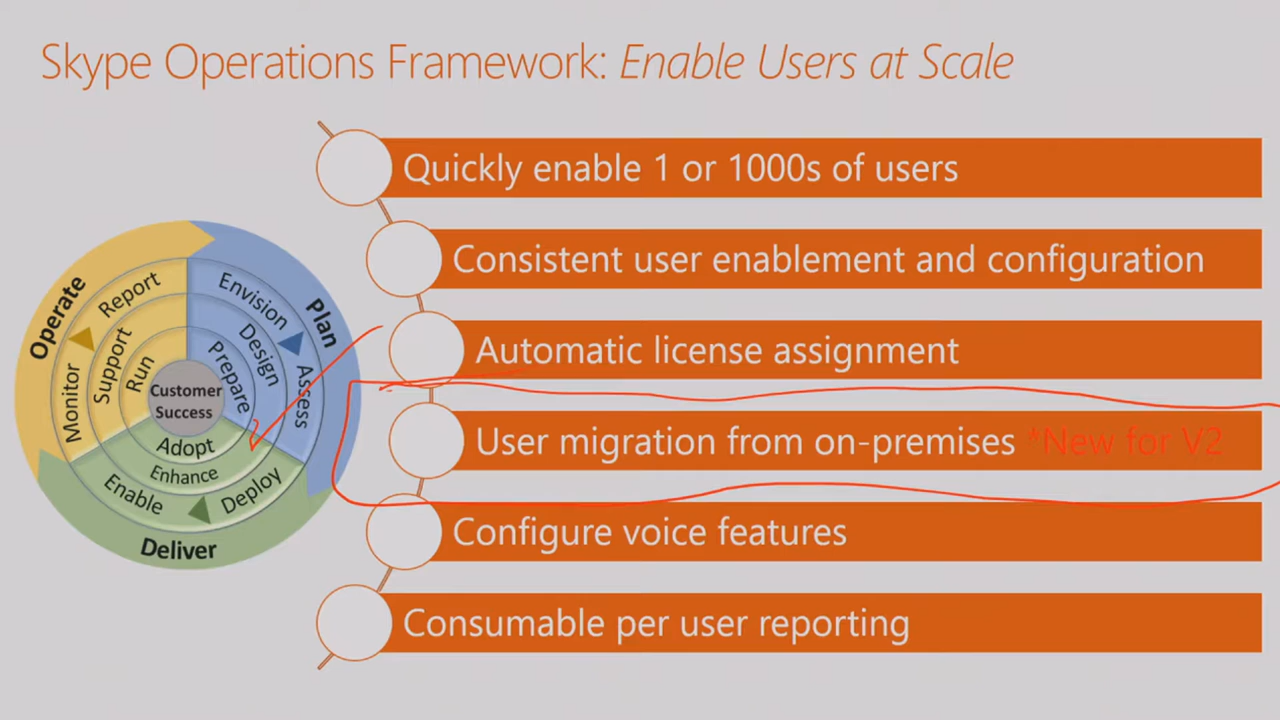 Skype Operations Framework: Enable Users at Scale
Quickly enable 1 or 1000s of users
Consistent user enablement and configuration
Automatic license assignment
User migration from on-premises *New for V2
Configure voice features
Consumable per user reporting
Operate
Report
Support
Run
Monitor
Plan
Envision
Design
Prepare
Assess
Customer
Success
Adopt
Enhance
Enable
Deploy
Deliver